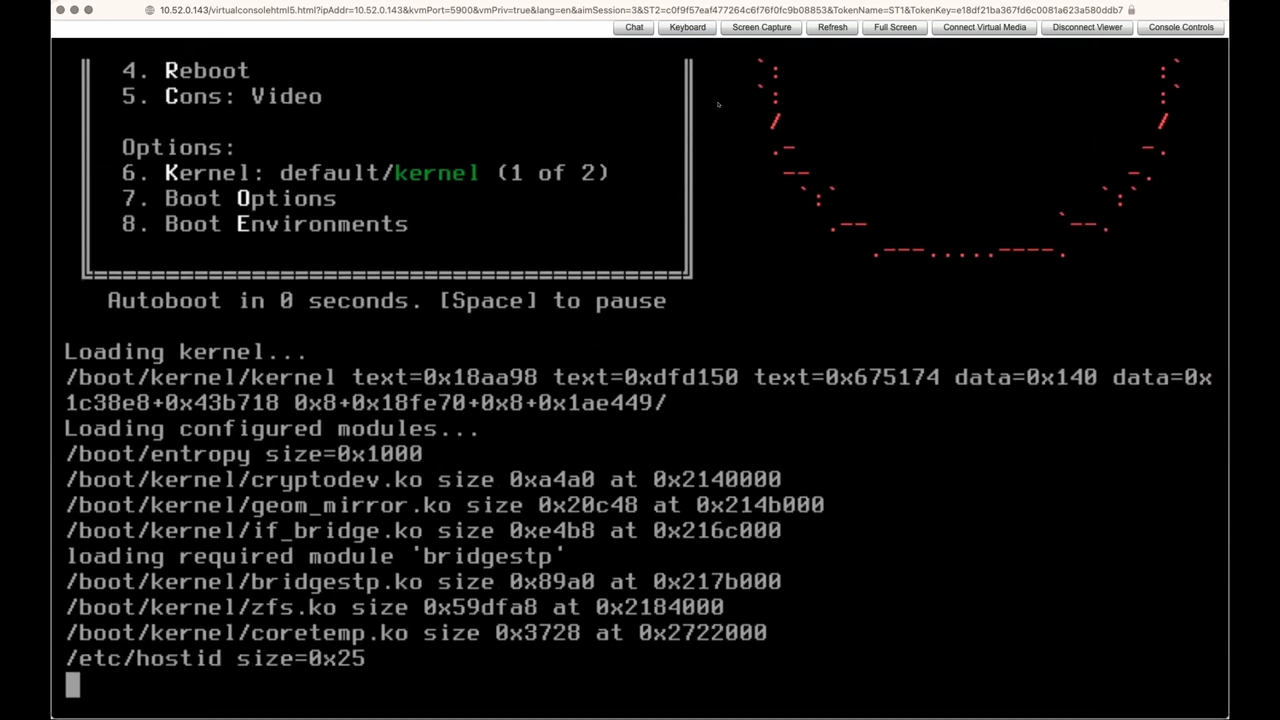 10.52.0.143/virtualconsolehtml5.html?ipAddr=10.52.0.143&kvmPort=5900&vmPriv=true&lang=en&aimSession=3&ST2=c0f9f57eaf477264c6f76f0fc9b08853&TokenName=ST1&TokenKey=e18df21ba367fd6c0081a623a580ddb7
Chat Keyboard Screen Capture Refresh Full Screen Connect Virtual Media Disconnect Viewer Console Controls
4. Reboot
5. Cons: Video
Options:
6. Kernel: default/kernel (1 of 2)
7. Boot Options
8. Boot Environments
Autoboot in 0 seconds. [Space] to pause
Loading kernel...
/boot/kernel/kernel text=0x18aa98 text=0xdfd150 text=0x675174 data=0x140 data=0x
1c38e8+0x43b718 0x8+0x18fe70+0x8+0x1ae449/
Loading configured modules...
/boot/entropy size=0x1000
/boot/kernel/cryptodev.ko size 0xa4a0 at 0x2140000
/boot/kernel/geom_mirror.ko size 0x20c48 at 0x214b000
/boot/kernel/if_bridge.ko size 0xe4b8 at 0x216c000
loading required module 'bridgestp'
/boot/kernel/bridgestp.ko size 0x89a0 at 0x217b000
/boot/kernel/zfs.ko size 0x59dfa8 at 0x2184000
/boot/kernel/coretemp.ko size 0x3728 at 0x2722000
/etc/hostid size=0x25